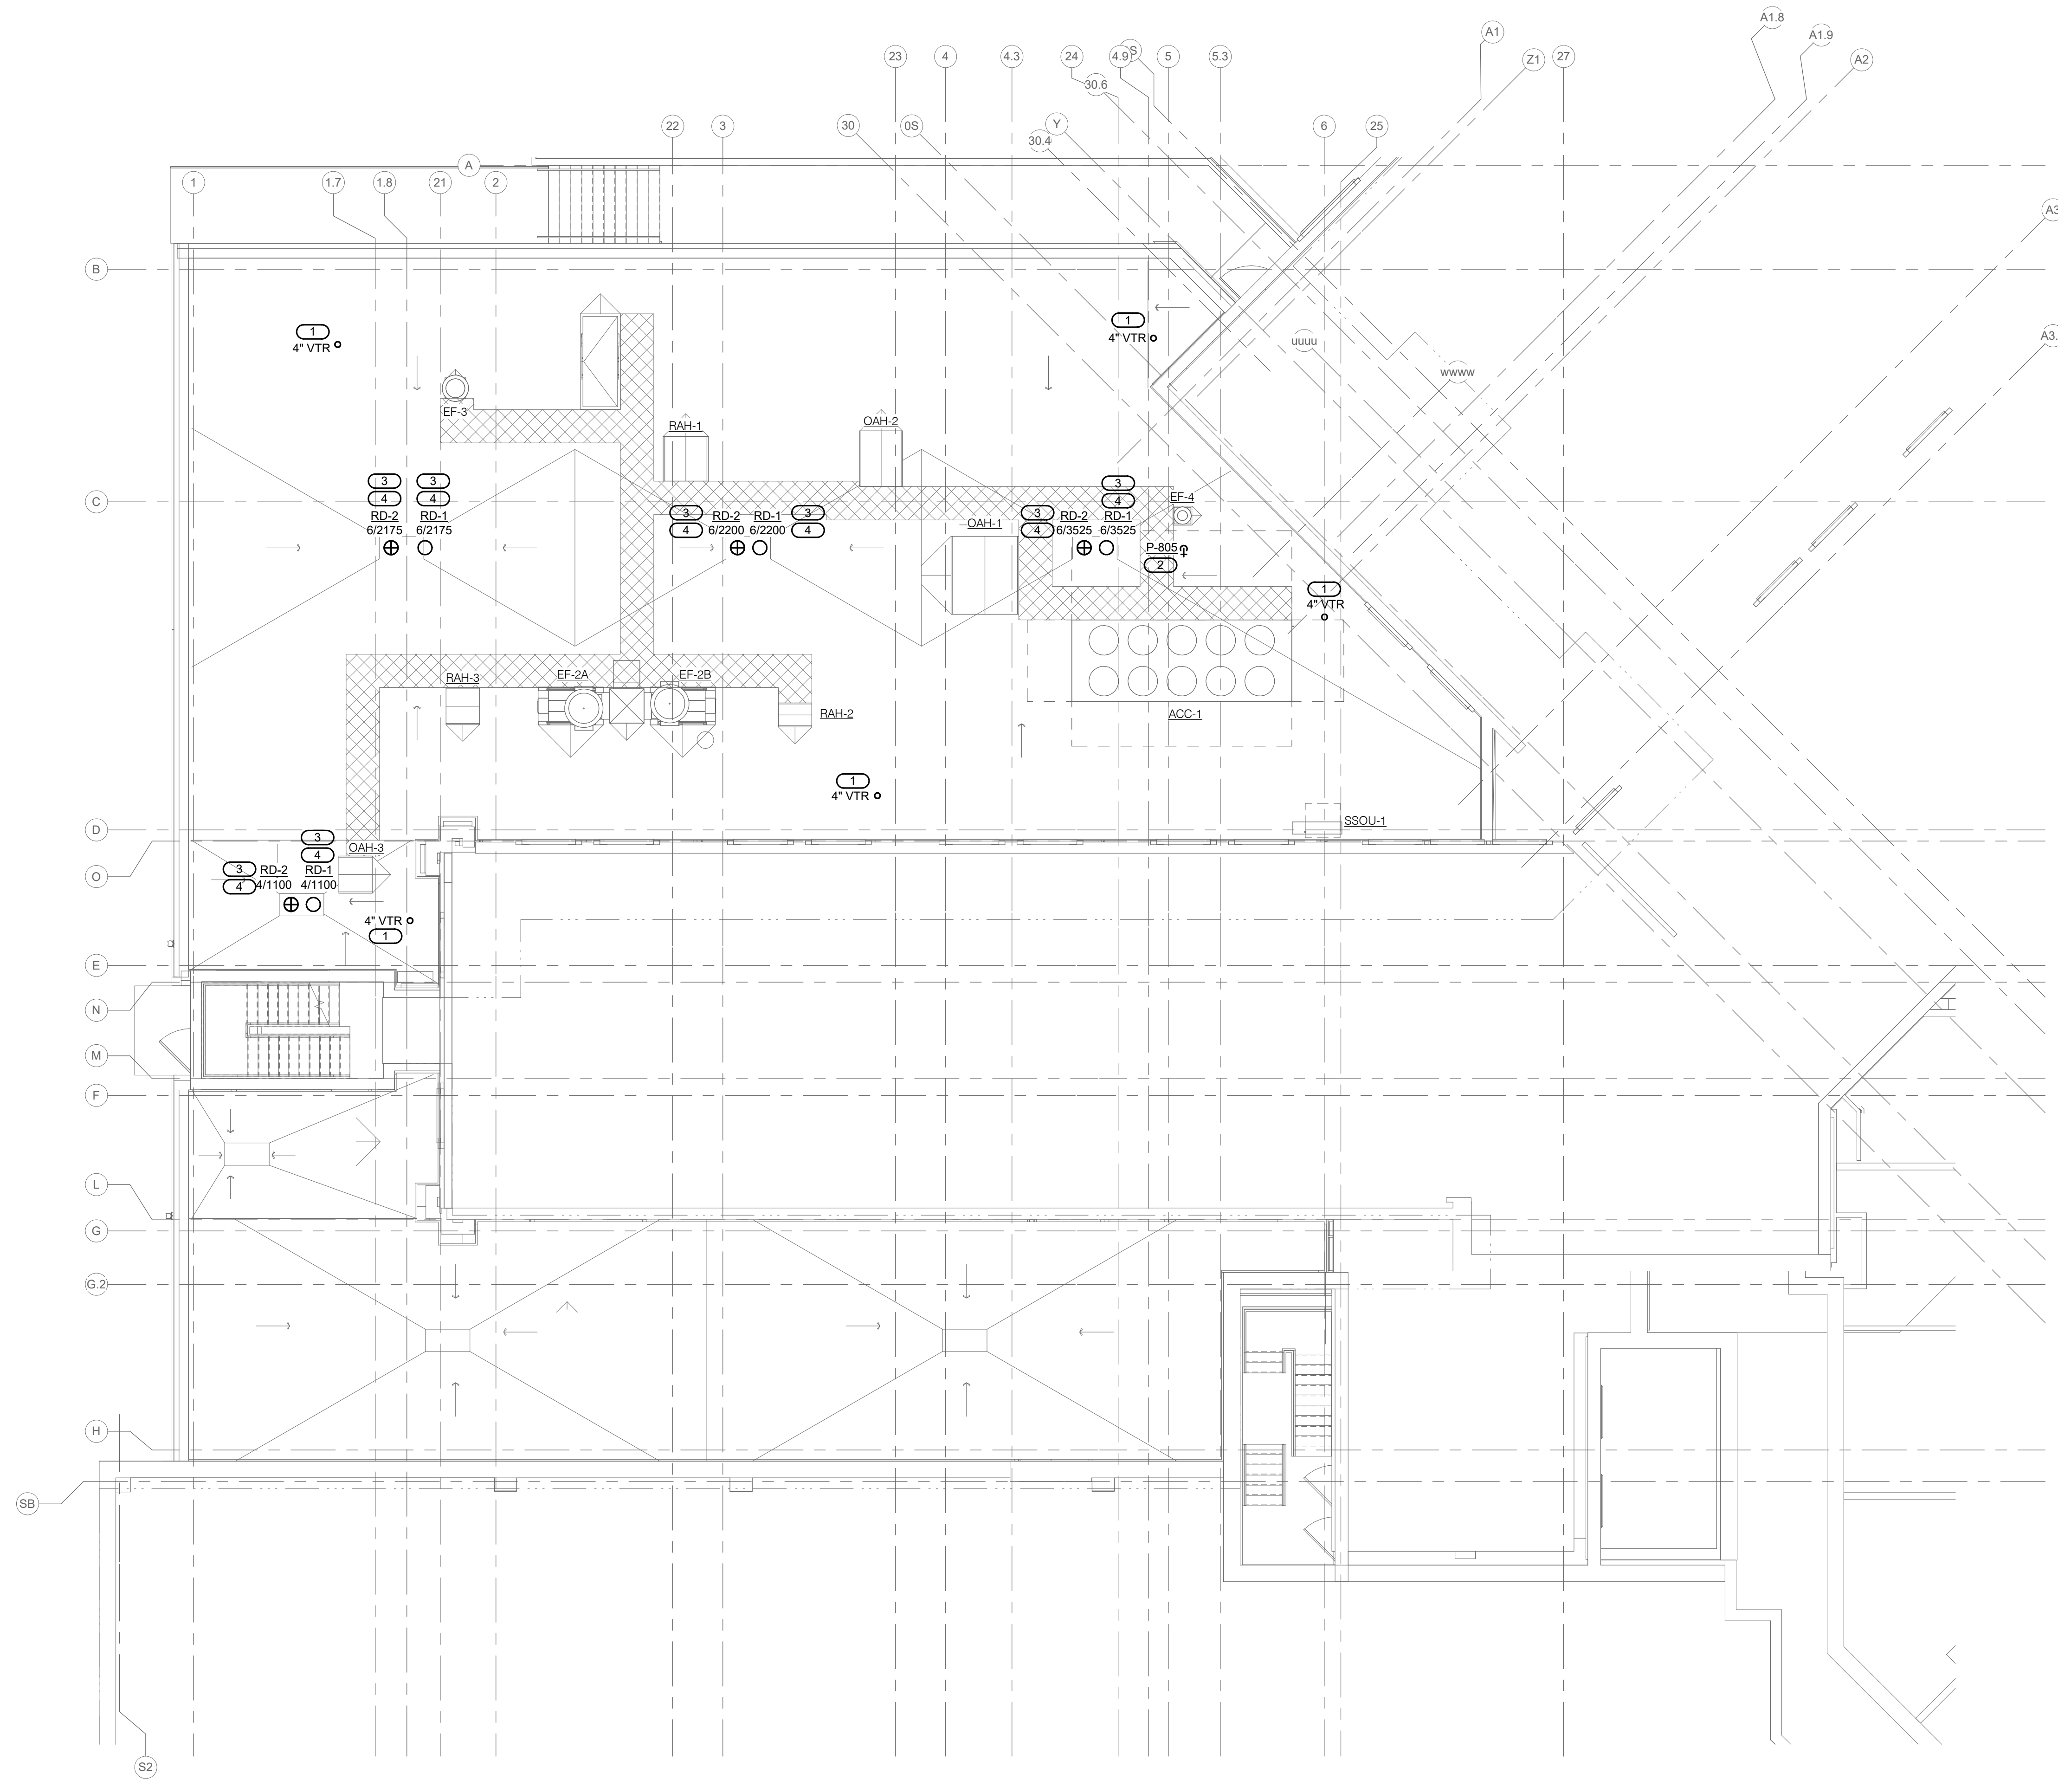 A1.8
A1.9
A1
23
4
4.3
24
4.9
5
5.3
Z1
27
A2
30.6
22
3
30
0S
Y
6
25
30.4
A
1
1.7
1.8
21
2
B
1
4" VTR
1
4" VTR
uuuu
A3.
wwww
EF-3
RAH-1
OAH-2
3
4
RD-2
6/2175
3
4
RD-1
6/2175
C
3
4
RD-2
6/2200
RD-1
6/2200
3
4
OAH-1
3
4
RD-2
6/3525
3
4
RD-1
6/3525
EF-4
P-805
2
1
4" VTR
RAH-3
EF-2A
EF-2B
RAH-2
ACC-1
1
4" VTR
SSOU-1
D
3
4
OAH-3
O
3
4
RD-2
4/1100
RD-1
4/1100
4" VTR
1
E
N
M
F
L
G
G.2
H
SB
S2